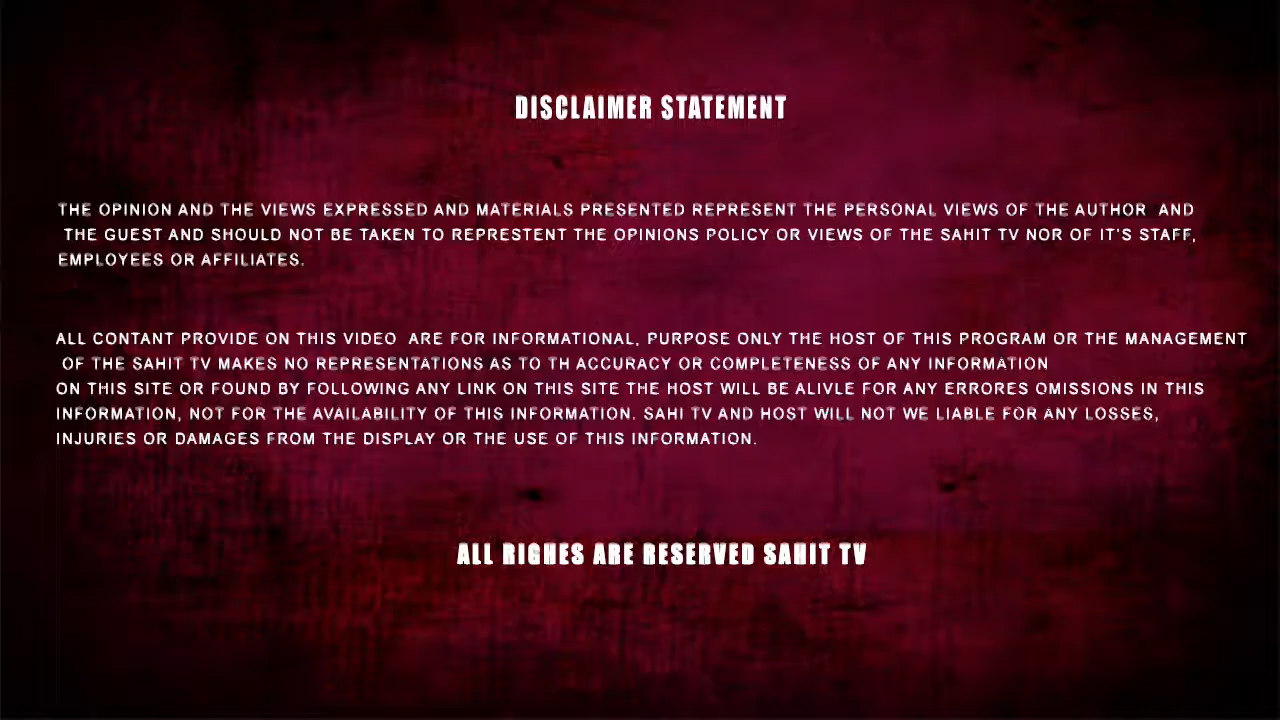 DISCLAIMER STATEMENT
THE OPINION AND THE VIEWS EXPRESSED AND MATERIALS PRESENTED REPRESENT THE PERSONAL VIEWS OF THE AUTHOR AND
THE GUEST AND SHOULD NOT BE TAKEN TO REPRESTENT THE OPINIONS POLICY OR VIEWS OF THE SAHIT TV NOR OF IT'S STAFF,
EMPLOYEES OR AFFILIATES.
ALL CONTANT PROVIDE ON THIS VIDEO ARE FOR INFORMATIONAL, PURPOSE ONLY THE HOST OF THIS PROGRAM OR THE MANAGEMENT
OF THE SAHIT TV MAKES NO REPRESENTATIONS AS TO TH ACCURACY OR COMPLETENESS OF ANY INFORMATION
ON THIS SITE OR FOUND BY FOLLOWING ANY LINK ON THIS SITE THE HOST WILL BE ALIVLE FOR ANY ERRORES OMISSIONS IN THIS
INFORMATION, NOT FOR THE AVAILABILITY OF THIS INFORMATION. SAHI TV AND HOST WILL NOT WE LIABLE FOR ANY LOSSES,
INJURIES OR DAMAGES FROM THE DISPLAY OR THE USE OF THIS INFORMATION.
ALL RIGHES ARE RESERVED SAHIT TV